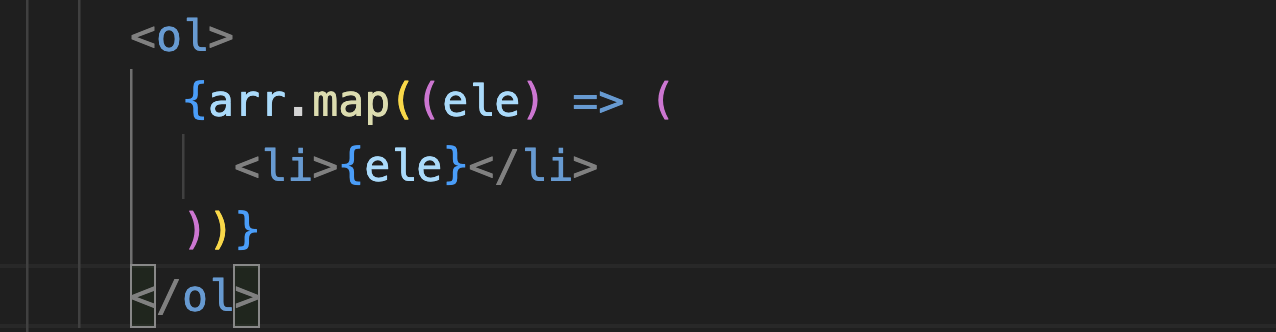 <ol>
{arr.map((ele) => (
<li>{ele}</li>
))}
</ol>